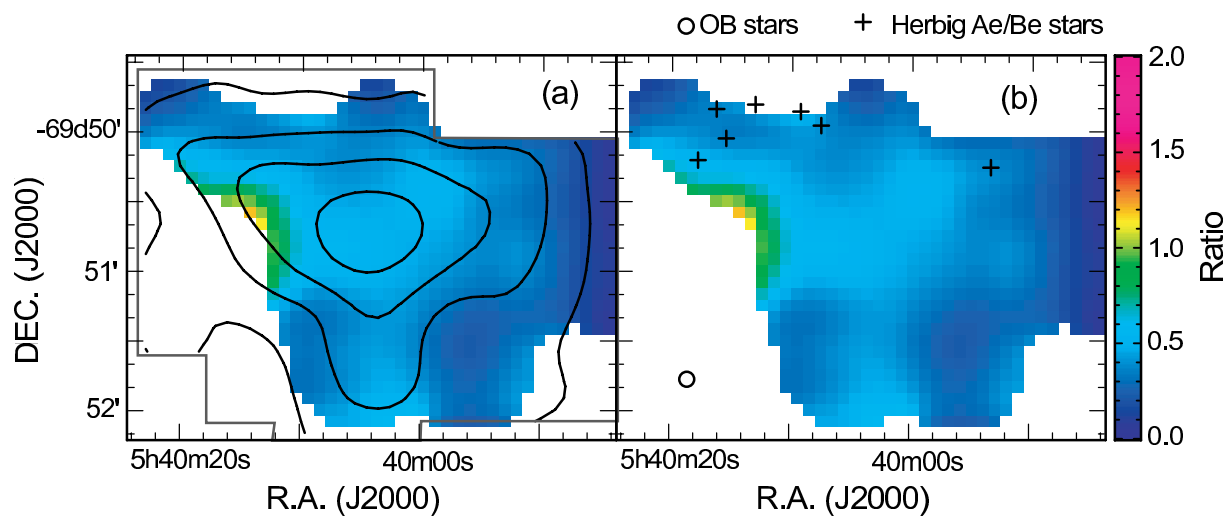 OB stars
Herbig Ae/Be stars
(a)
(b)
-69d50'
51'
52'
DEC. (J2000)
5h40m20s
40m00s
R.A. (J2000)
5h40m20s
40m00s
R.A. (J2000)
2.0
1.5
1.0
0.5
0.0
Ratio